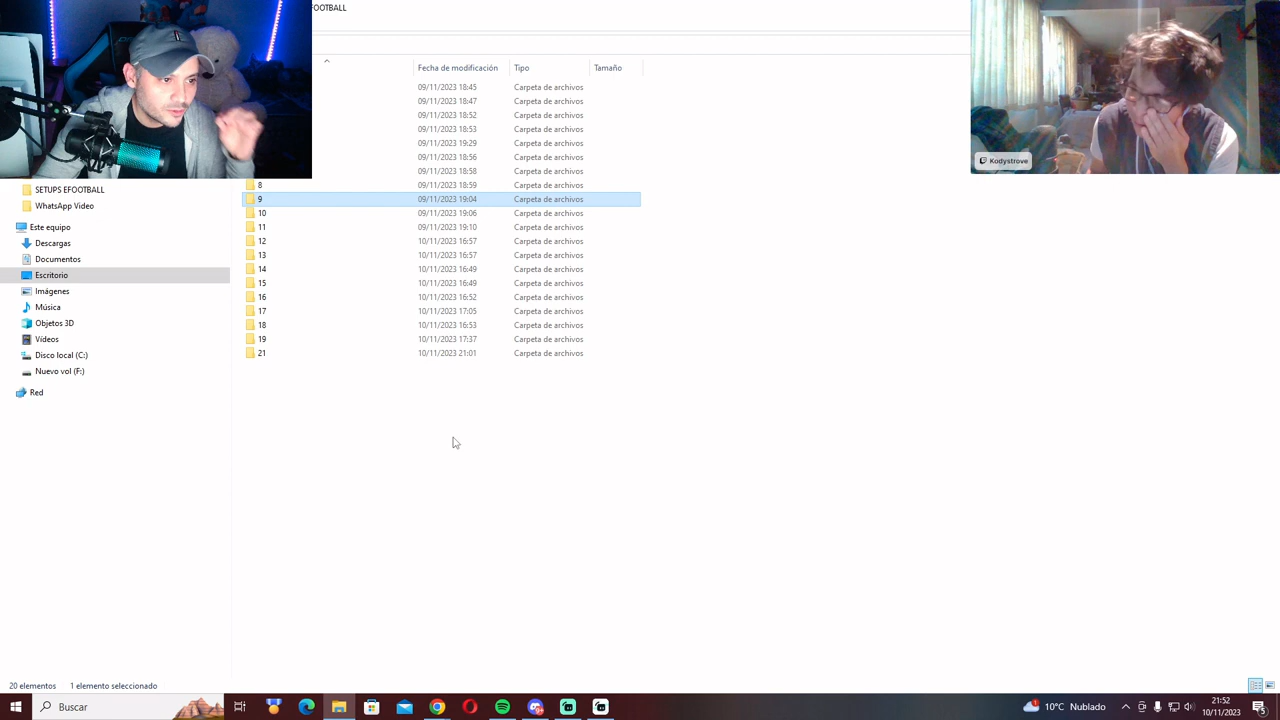 FOOTBALL
Fecha de modificación Tipo Tamaño
09/11/2023 18:45 Carpeta de archivos
09/11/2023 18:47 Carpeta de archivos
09/11/2023 18:52 Carpeta de archivos
09/11/2023 18:53 Carpeta de archivos
09/11/2023 19:29 Carpeta de archivos
09/11/2023 18:56 Carpeta de archivos
09/11/2023 18:58 Carpeta de archivos
8 09/11/2023 18:59 Carpeta de archivos
9 09/11/2023 19:04 Carpeta de archivos
10 09/11/2023 19:06 Carpeta de archivos
11 09/11/2023 19:10 Carpeta de archivos
12 10/11/2023 16:57 Carpeta de archivos
13 10/11/2023 16:57 Carpeta de archivos
14 10/11/2023 16:49 Carpeta de archivos
15 10/11/2023 16:49 Carpeta de archivos
16 10/11/2023 16:52 Carpeta de archivos
17 10/11/2023 17:05 Carpeta de archivos
18 10/11/2023 16:53 Carpeta de archivos
19 10/11/2023 17:37 Carpeta de archivos
21 10/11/2023 21:01 Carpeta de archivos
SETUPS EFOOTBALL
WhatsApp Video
Este equipo
Descargas
Documentos
Escritorio
Imágenes
Música
Objetos 3D
Vídeos
Disco local (C:)
Nuevo vol (F:)
Red
Kodystrove
20 elementos 1 elemento seleccionado
Buscar
10°C Nublado
21:52
10/11/2023